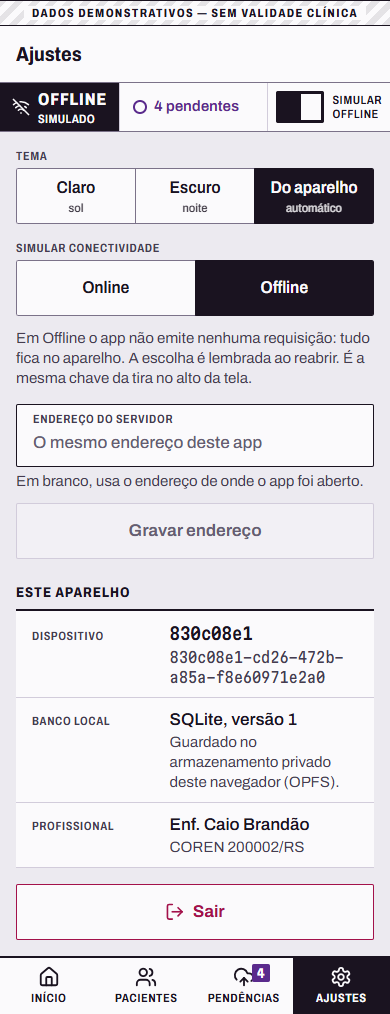 DADOS DEMONSTRATIVOS — SEM VALIDADE CLÍNICA
Ajustes
OFFLINE
SIMULADO
4 pendentes
SIMULAR
OFFLINE
TEMA
Claro
sol
Escuro
noite
Do aparelho
automático
SIMULAR CONECTIVIDADE
Online
Offline
Em Offline o app não emite nenhuma requisição: tudo
fica no aparelho. A escolha é lembrada ao reabrir. É a
mesma chave da tira no alto da tela.
ENDEREÇO DO SERVIDOR
O mesmo endereço deste app
Em branco, usa o endereço de onde o app foi aberto.
Gravar endereço
ESTE APARELHO
DISPOSITIVO
830c08e1
830c08e1-cd26-472b-
a85a-f8e60971e2a0
BANCO LOCAL
SQLite, versão 1
Guardado no
armazenamento privado
deste navegador (OPFS).
PROFISSIONAL
Enf. Caio Brandão
COREN 200002/RS
Sair
4
INÍCIO
PACIENTES
PENDÊNCIAS
AJUSTES